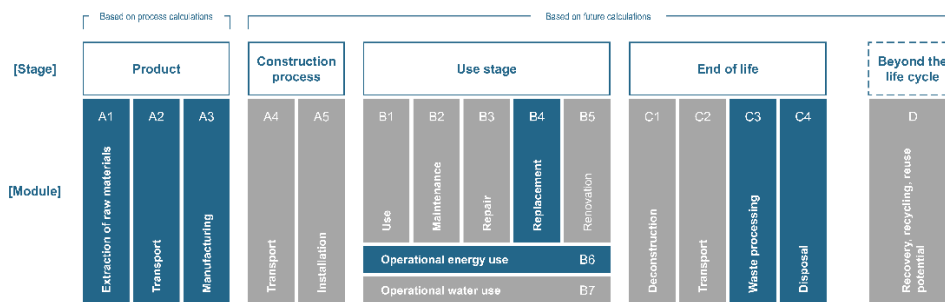 Based on process calculations
Based on future calculations
[Stage]
Product
Construction
process
Use stage
End of life
Beyond the
life cycle
[Module]
A1
A2
A3
A4
A5
B1
B2
B3
B4
B5
C1
C2
C3
C4
D
Extraction of raw materials
Transport
Manufacturing
Transport
Installation
Use
Maintenance
Repair
Replacement
Renovation
Deconstruction
Transport
Waste processing
Disposal
Recovery, recycling, reuse
potential
Operational energy use B6
Operational water use B7